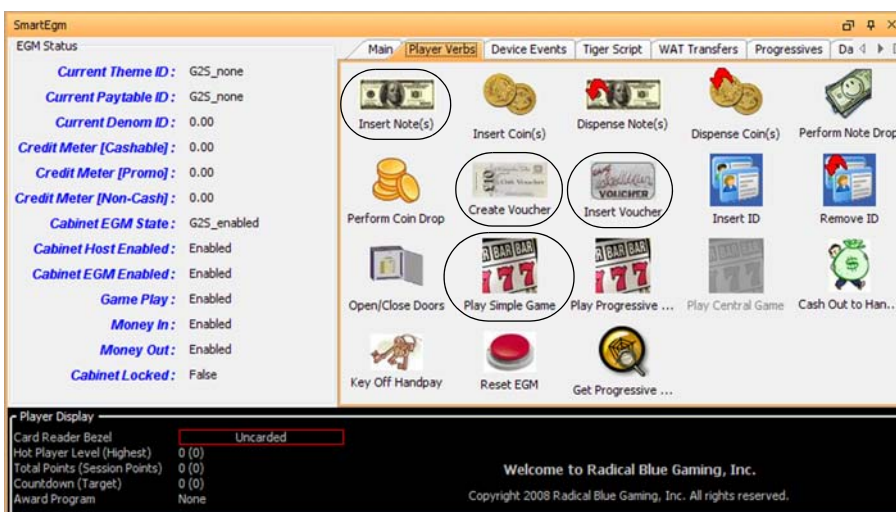 SmartEgm
EGM Status
Current Theme ID : G2S_none
Current Paytable ID : G2S_none
Current Denom ID : 0.00
Credit Meter [Cashable] : 0.00
Credit Meter [Promo] : 0.00
Credit Meter [Non-Cash] : 0.00
Cabinet EGM State : G2S_enabled
Cabinet Host Enabled : Enabled
Cabinet EGM Enabled : Enabled
Game Play : Enabled
Money In : Enabled
Money Out : Enabled
Cabinet Locked : False
Main Player Verbs Device Events Tiger Script WAT Transfers Progressives Da
Insert Note(s) Insert Coin(s) Dispense Note(s) Dispense Coin(s) Perform Note Drop
VOUCHER
Perform Coin Drop Create Voucher Insert Voucher Insert ID Remove ID
BAR BAR BAR BAR
777 777
Open/Close Doors Play Simple Game Play Progressive ... Play Central Game Cash Out to Han...
Key Off Handpay Reset EGM Get Progressive ...
Player Display
Card Reader Bezel Uncarded
Hot Player Level (Highest) 0 (0)
Total Points (Session Points) 0 (0)
Countdown (Target) 0 (0)
Award Program None
Welcome to Radical Blue Gaming, Inc.
Copyright 2008 Radical Blue Gaming, Inc. All rights reserved.